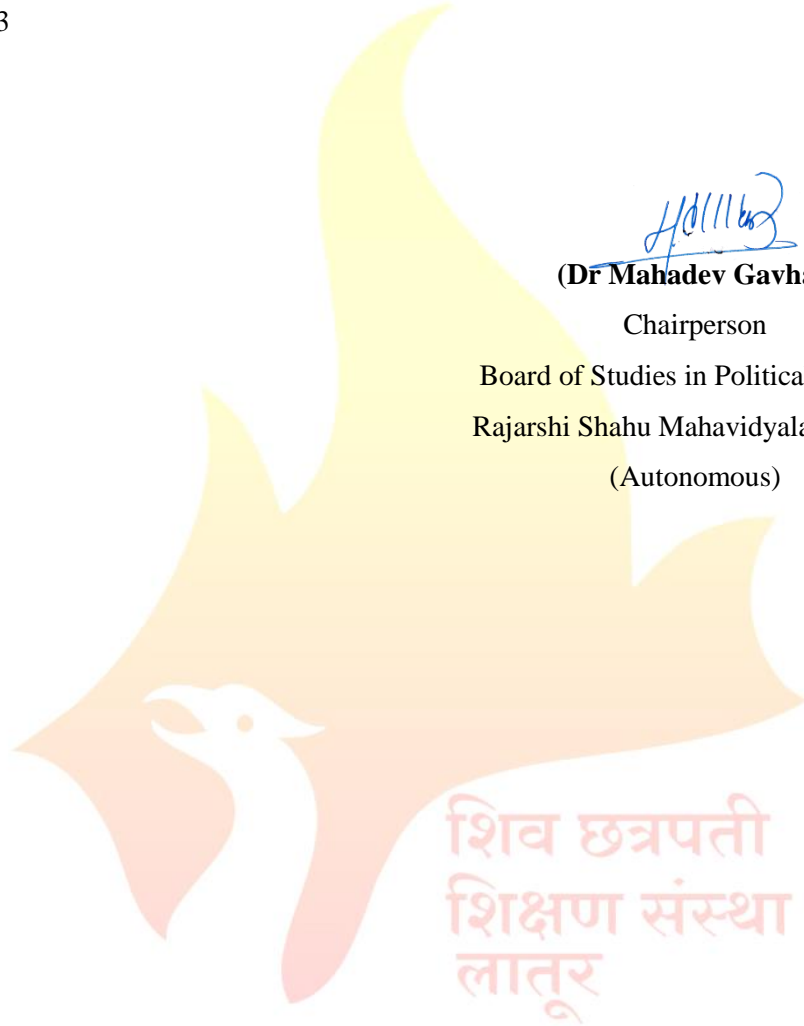 3
(Dr Mahadev Gavha
Chairperson
Board of Studies in Politica
Rajarshi Shahu Mahavidyala
(Autonomous)
शिव छत्रपती
शिक्षण संस्था
लातूर